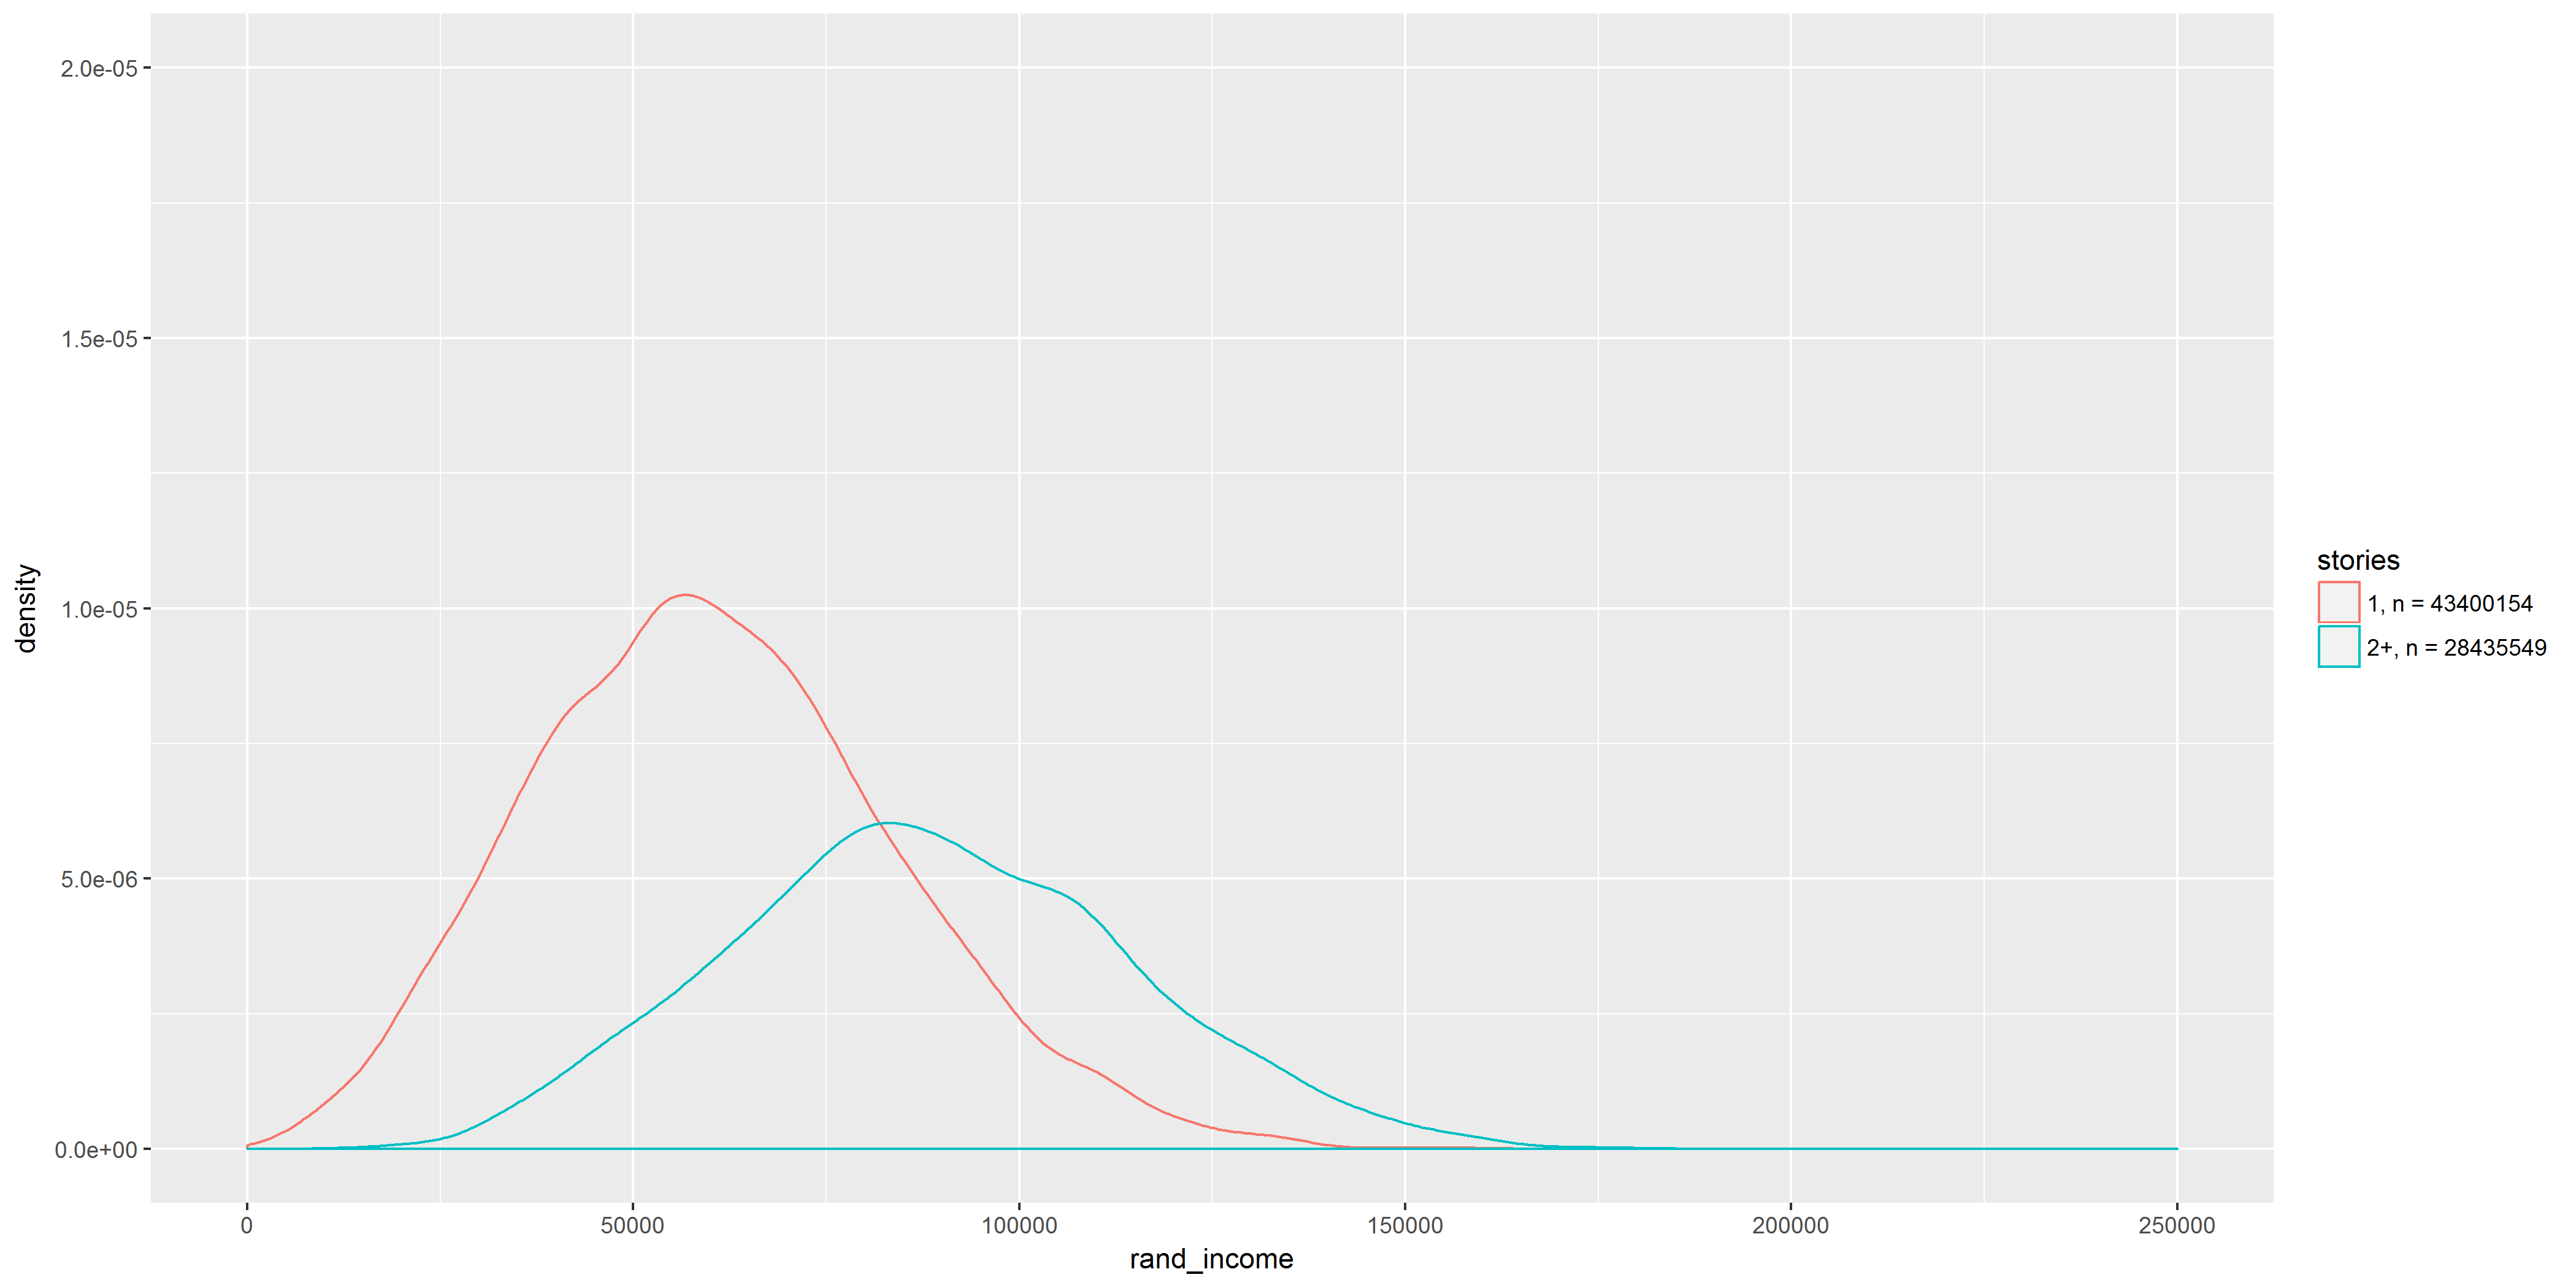 2.0e-05
1.5e-05
1.0e-05
5.0e-06
0.0e+00
density
0 50000 100000 150000 200000 250000
rand_income
stories
1, n = 43400154
2+, n = 28435549